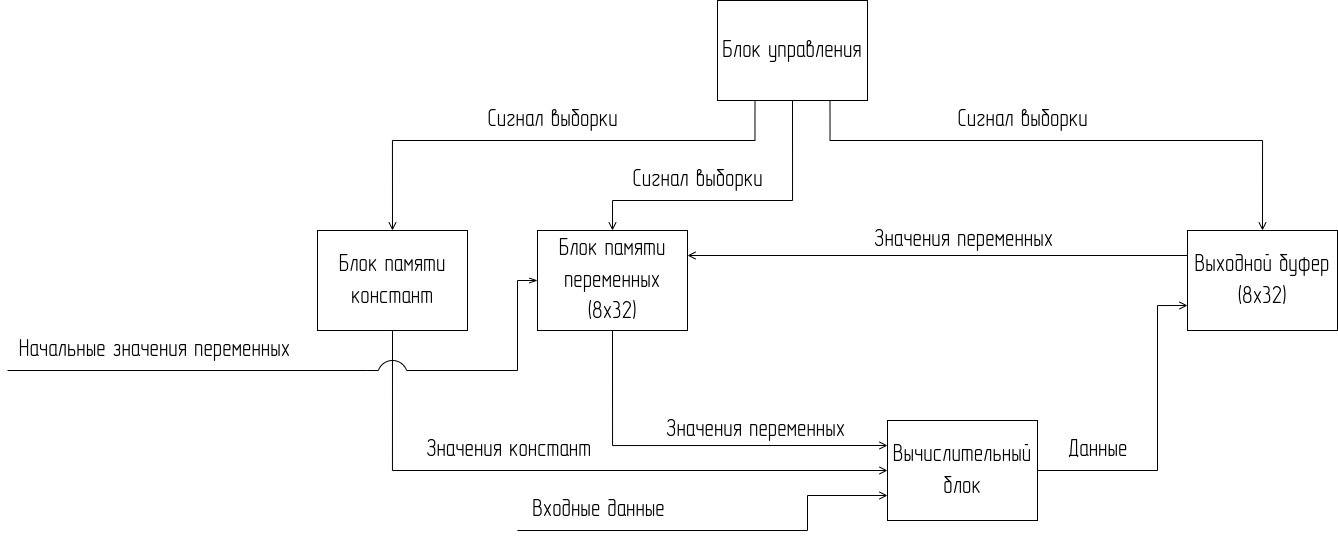 Блок управления
Сигнал выборки
Сигнал выборки
Сигнал выборки
Значения переменных
Блок памяти
констант
Блок памяти
переменных
(8x32)
Выходной буфер
(8x32)
Начальные значения переменных
Значения переменных
Значения констант
Вычислительный
блок
Данные
Входные данные